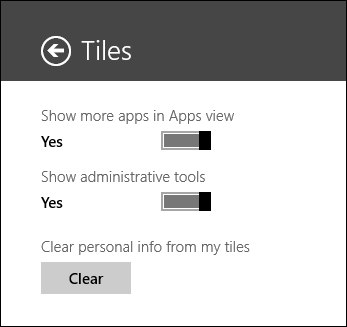 Tiles
Show more apps in Apps view
Yes
Show administrative tools
Yes
Clear personal info from my tiles
Clear